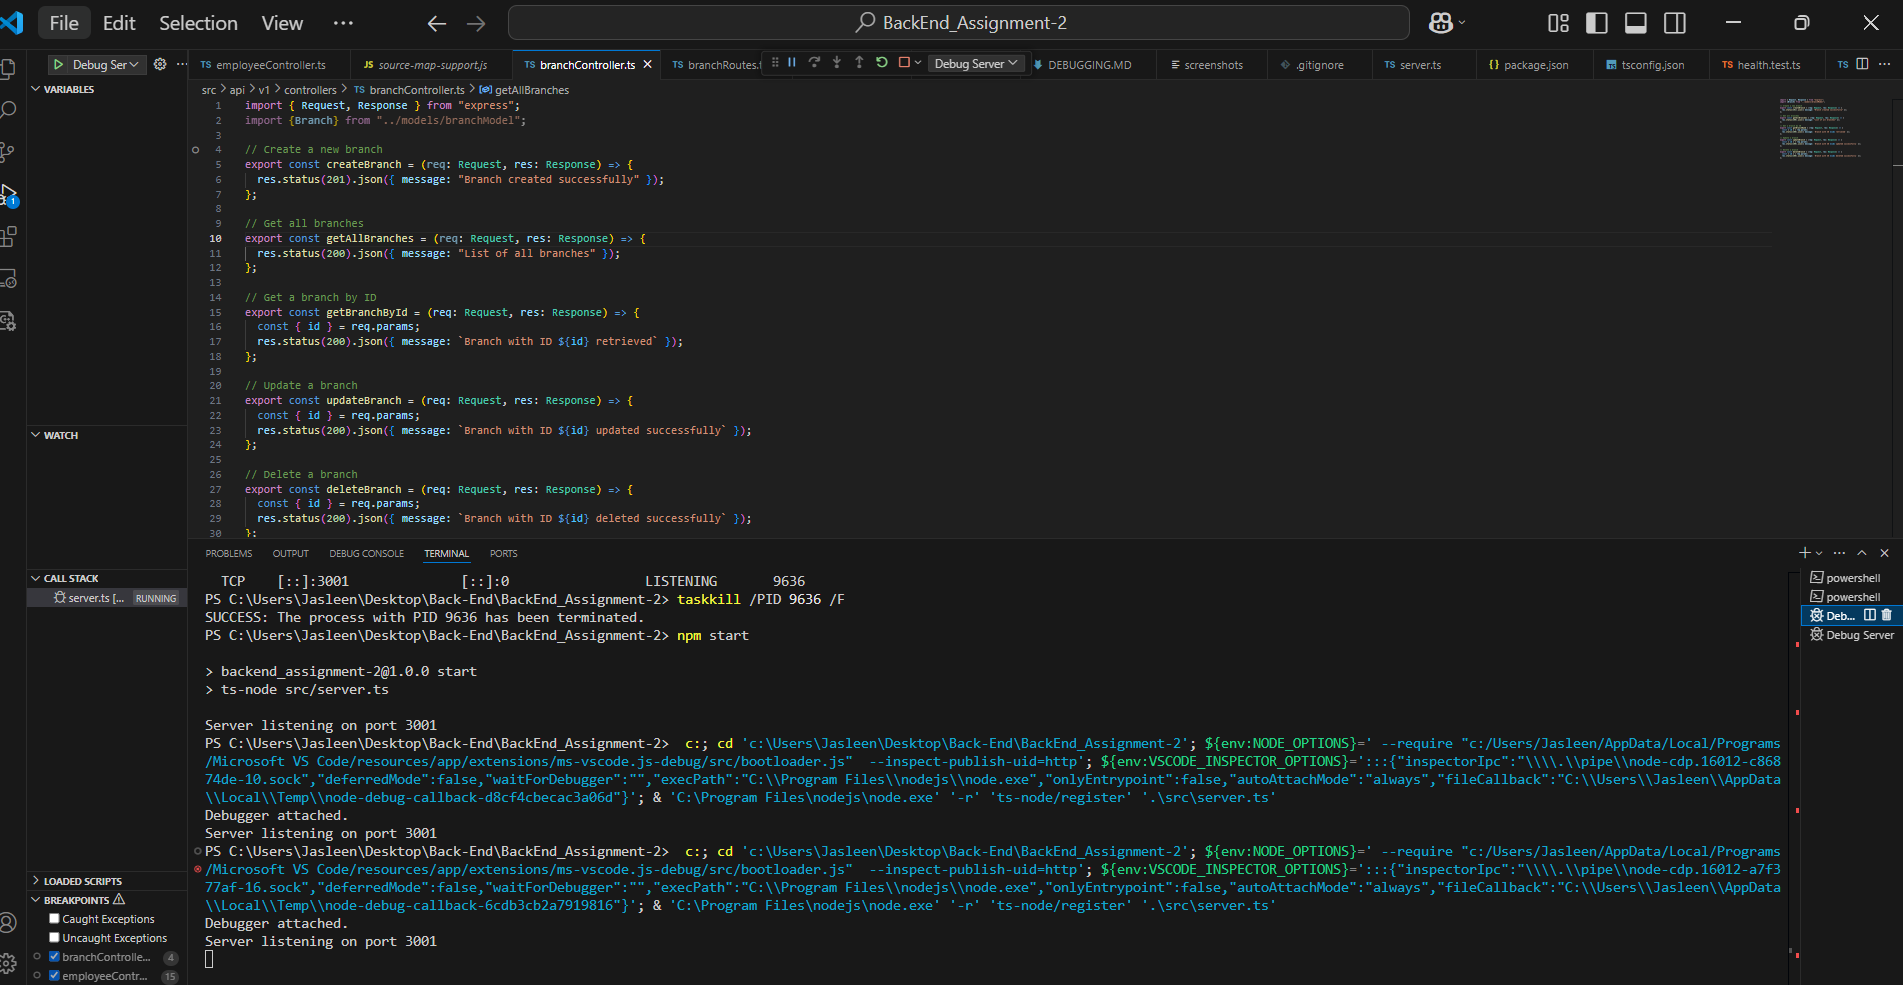 File Edit Selection View ··· BackEnd_Assignment-2
Debug Ser
TS employeeController.ts JS source-map-support.js TS branchController.ts TS branchRoutes.t Debug Server DEBUGGING.MD screenshots .gitignore TS server.ts {} package.json tsconfig.json TS health.test.ts TS
src > api > v1 > controllers > TS branchController.ts > getAllBranches
VARIABLES
1 import { Request, Response } from "express";
2 import {Branch} from "../models/branchModel";
3
4 // Create a new branch
5 export const createBranch = (req: Request, res: Response) => {
6 res.status(201).json({ message: "Branch created successfully" });
7 };
8
9 // Get all branches
10 export const getAllBranches = (req: Request, res: Response) => {
11 res.status(200).json({ message: "List of all branches" });
12 };
13
14 // Get a branch by ID
15 export const getBranchById = (req: Request, res: Response) => {
16 const { id } = req.params;
17 res.status(200).json({ message: `Branch with ID ${id} retrieved` });
18 };
19
20 // Update a branch
21 export const updateBranch = (req: Request, res: Response) => {
22 const { id } = req.params;
23 res.status(200).json({ message: `Branch with ID ${id} updated successfully` });
24 };
25
26 // Delete a branch
27 export const deleteBranch = (req: Request, res: Response) => {
28 const { id } = req.params;
29 res.status(200).json({ message: `Branch with ID ${id} deleted successfully` });
30 };
WATCH
CALL STACK
server.ts [... RUNNING
LOADED SCRIPTS
BREAKPOINTS
Caught Exceptions
Uncaught Exceptions
branchControlle... 4
employeeContr... 15
1
PROBLEMS OUTPUT DEBUG CONSOLE TERMINAL PORTS
TCP [::]:3001 [::]:0 LISTENING 9636
PS C:\Users\Jasleen\Desktop\Back-End\BackEnd_Assignment-2> taskkill /PID 9636 /F
SUCCESS: The process with PID 9636 has been terminated.
PS C:\Users\Jasleen\Desktop\Back-End\BackEnd_Assignment-2> npm start
> backend_assignment-2@1.0.0 start
> ts-node src/server.ts
Server listening on port 3001
PS C:\Users\Jasleen\Desktop\Back-End\BackEnd_Assignment-2> c:; cd 'c:\Users\Jasleen\Desktop\Back-End\BackEnd_Assignment-2'; ${env:NODE_OPTIONS}=' --require "c:/Users/Jasleen/AppData/Local/Programs
/Microsoft VS Code/resources/app/extensions/ms-vscode.js-debug/src/bootloader.js" --inspect-publish-uid=http'; ${env:VSCODE_INSPECTOR_OPTIONS}=':::{"inspectorIpc":"\\\\.\\pipe\\node-cdp.16012-c868
74de-10.sock","deferredMode":false,"waitForDebugger":"","execPath":"C:\\Program Files\\nodejs\\node.exe","onlyEntrypoint":false,"autoAttachMode":"always","fileCallback":"C:\\Users\\Jasleen\\AppData
\\Local\\Temp\\node-debug-callback-d8cf4cbecac3a06d"}'; & 'C:\Program Files\nodejs\node.exe' '-r' 'ts-node/register' '.\src\server.ts'
Debugger attached.
Server listening on port 3001
PS C:\Users\Jasleen\Desktop\Back-End\BackEnd_Assignment-2> c:; cd 'c:\Users\Jasleen\Desktop\Back-End\BackEnd_Assignment-2'; ${env:NODE_OPTIONS}=' --require "c:/Users/Jasleen/AppData/Local/Programs
/Microsoft VS Code/resources/app/extensions/ms-vscode.js-debug/src/bootloader.js" --inspect-publish-uid=http'; ${env:VSCODE_INSPECTOR_OPTIONS}=':::{"inspectorIpc":"\\\\.\\pipe\\node-cdp.16012-a7f3
77af-16.sock","deferredMode":false,"waitForDebugger":"","execPath":"C:\\Program Files\\nodejs\\node.exe","onlyEntrypoint":false,"autoAttachMode":"always","fileCallback":"C:\\Users\\Jasleen\\AppData
\\Local\\Temp\\node-debug-callback-6cdb3cb2a7919816"}'; & 'C:\Program Files\nodejs\node.exe' '-r' 'ts-node/register' '.\src\server.ts'
Debugger attached.
Server listening on port 3001
powershell
powershell
Deb...
Debug Server